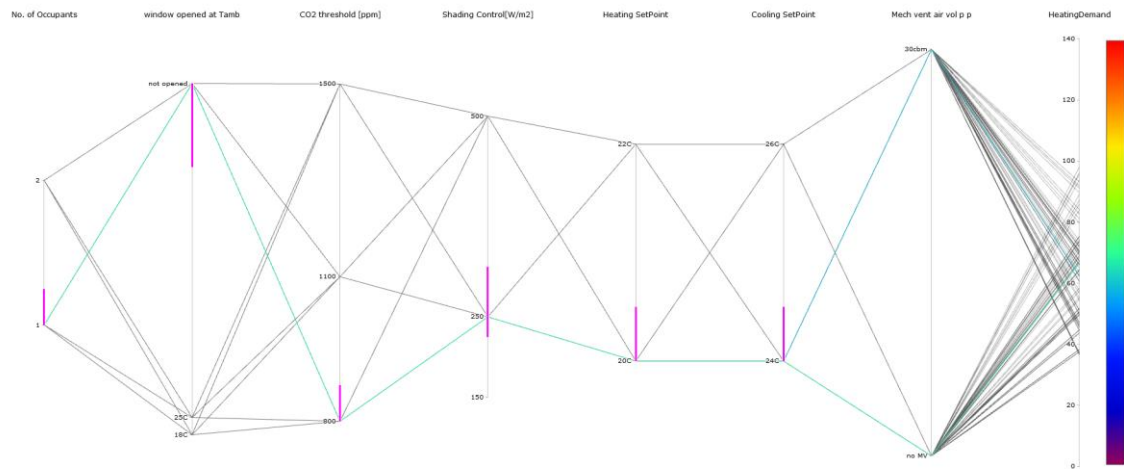 No. of Occupants
window opened at Tamb
CO2 threshold [ppm]
Shading Control[W/m2]
Heating SetPoint
Cooling SetPoint
Mech vent air vol p p
HeatingDemand
2
1
not opened
25C
18C
1500
1100
800
500
250
150
22C
20C
26C
24C
30cbm
no MV
140
120
100
80
60
40
20
0